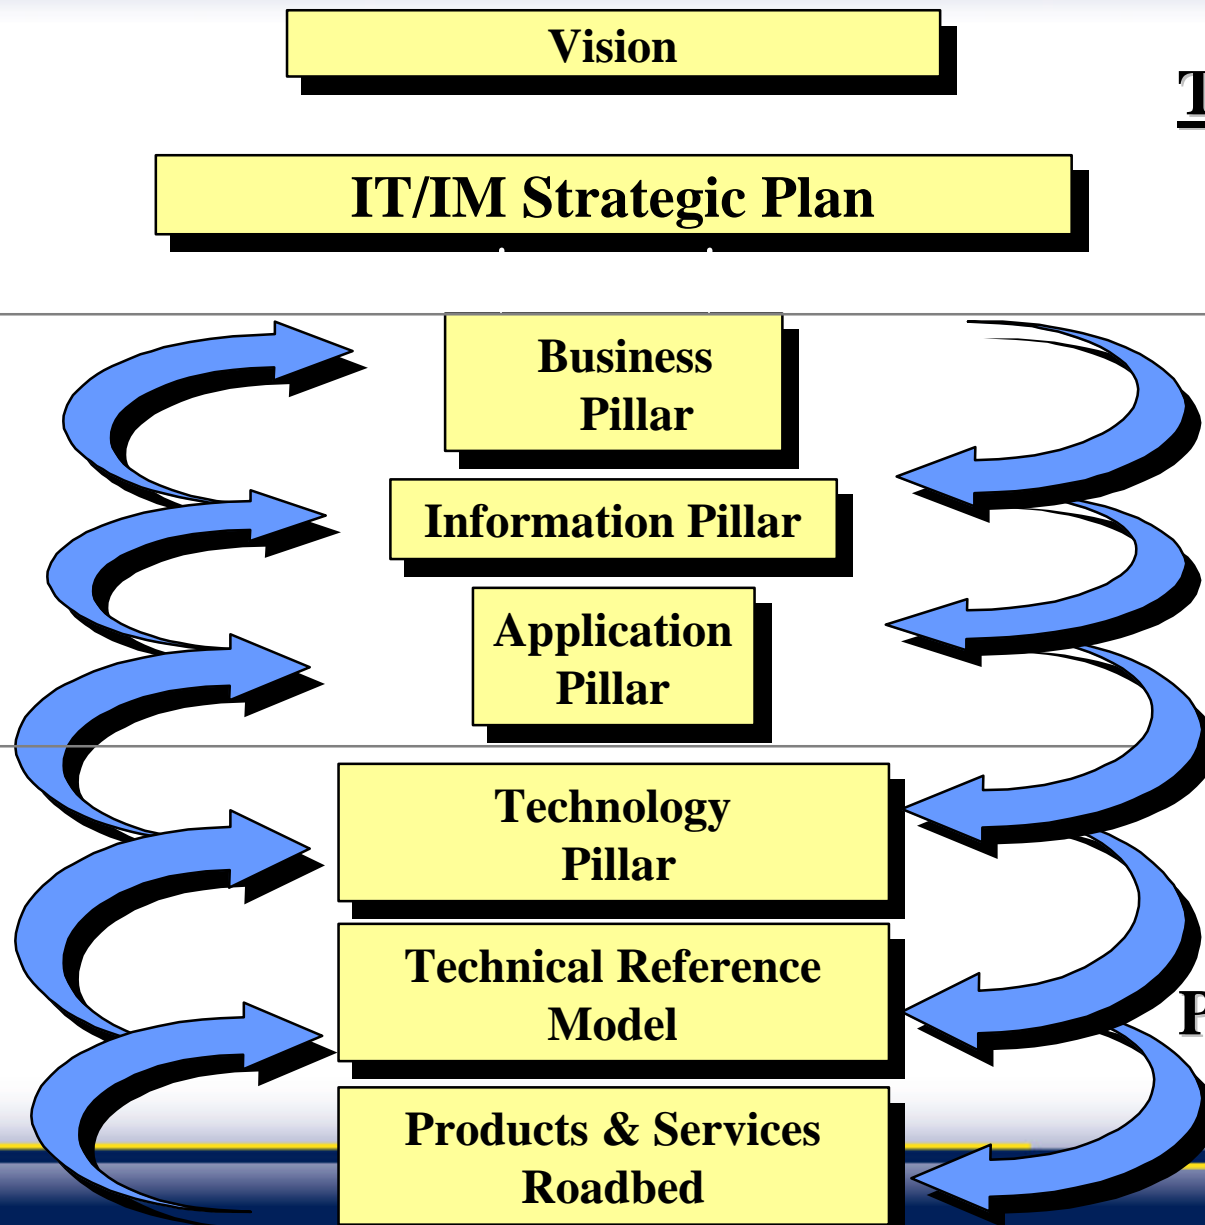 Vision
T
IT/IM Strategic Plan
Business
Pillar
Information Pillar
Application
Pillar
Technology
Pillar
Technical Reference
Model
P
Products & Services
Roadbed